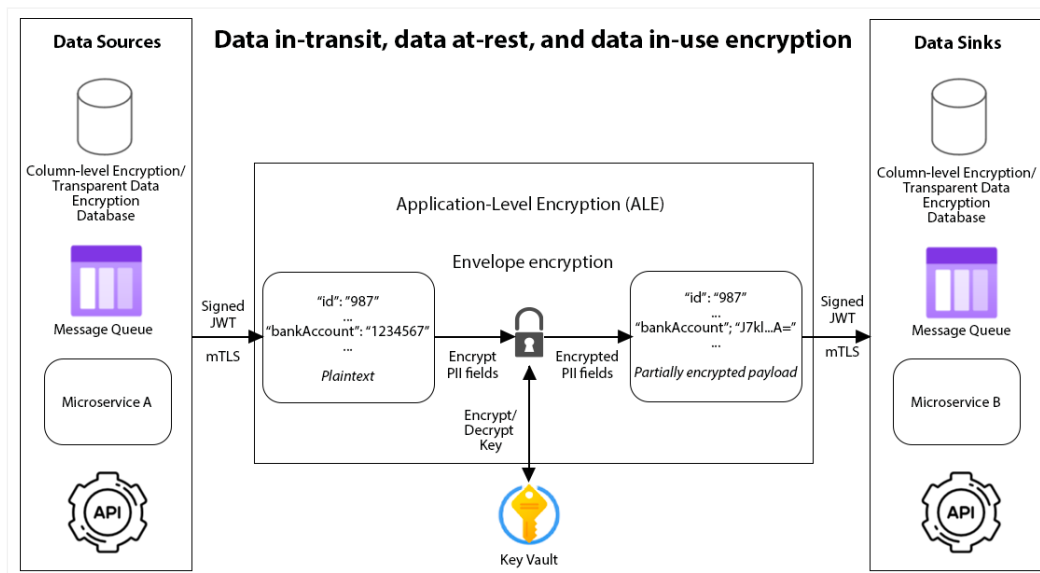 Data in-transit, data at-rest, and data in-use encryption
Data Sources
Column-level Encryption/
Transparent Data
Encryption
Database
Message Queue
Microservice A
API
Signed
JWT
mTLS
Application-Level Encryption (ALE)
Envelope encryption
“id”: “987”
...
“bankAccount”: “1234567”
...
Plaintext
Encrypt
PII fields
Encrypted
PII fields
Encrypt/
Decrypt
Key
Key Vault
“id”: “987”
...
“bankAccount”; “J7kl...A=”
...
Partially encrypted payload
Signed
JWT
mTLS
Data Sinks
Column-level Encryption/
Transparent Data
Encryption
Database
Message Queue
Microservice B
API